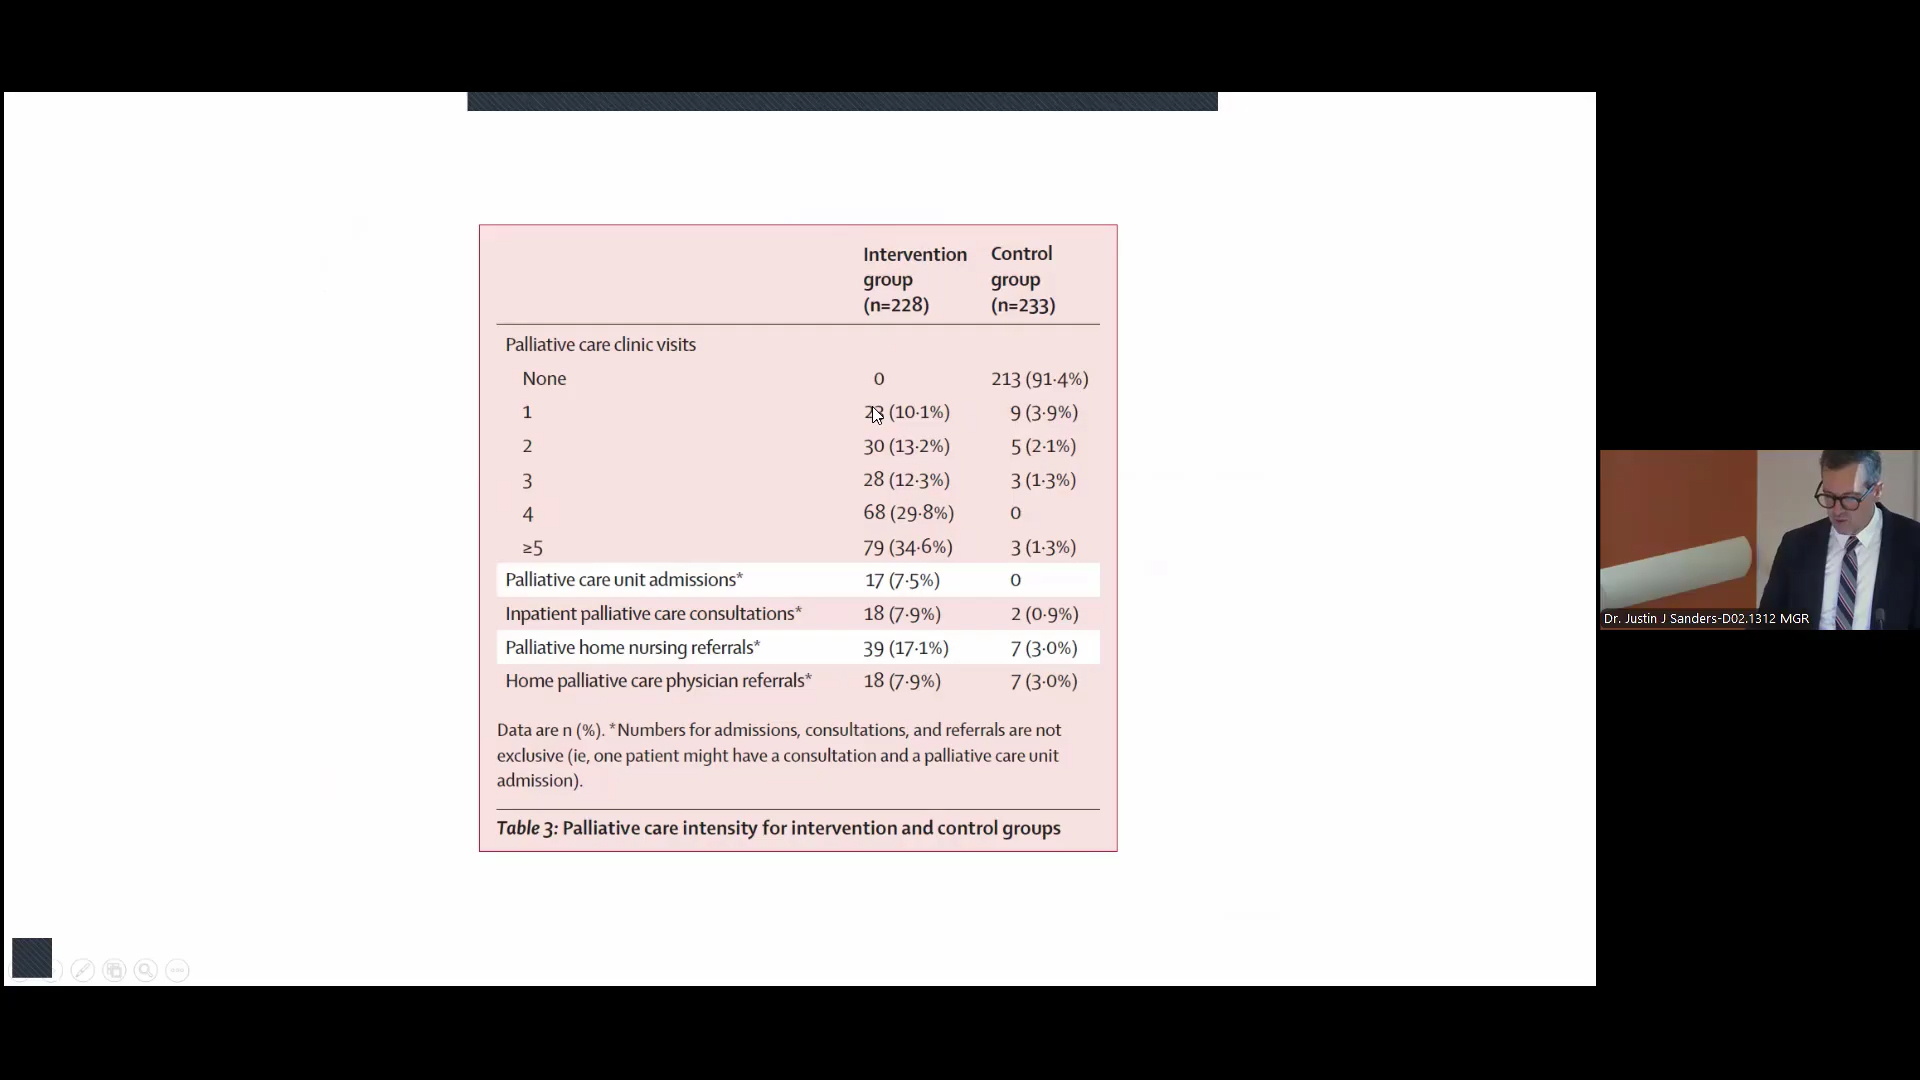 Intervention group (n=228) Control group (n=233)
Palliative care clinic visits
None 0 213 (91·4%)
1 23 (10·1%) 9 (3·9%)
2 30 (13·2%) 5 (2·1%)
3 28 (12·3%) 3 (1·3%)
4 68 (29·8%) 0
≥5 79 (34·6%) 3 (1·3%)
Palliative care unit admissions* 17 (7·5%) 0
Inpatient palliative care consultations* 18 (7·9%) 2 (0·9%)
Palliative home nursing referrals* 39 (17·1%) 7 (3·0%)
Home palliative care physician referrals* 18 (7·9%) 7 (3·0%)
Data are n (%). *Numbers for admissions, consultations, and referrals are not
exclusive (ie, one patient might have a consultation and a palliative care unit
admission).
Table 3: Palliative care intensity for intervention and control groups
Dr. Justin J Sanders-D02.1312 MGR